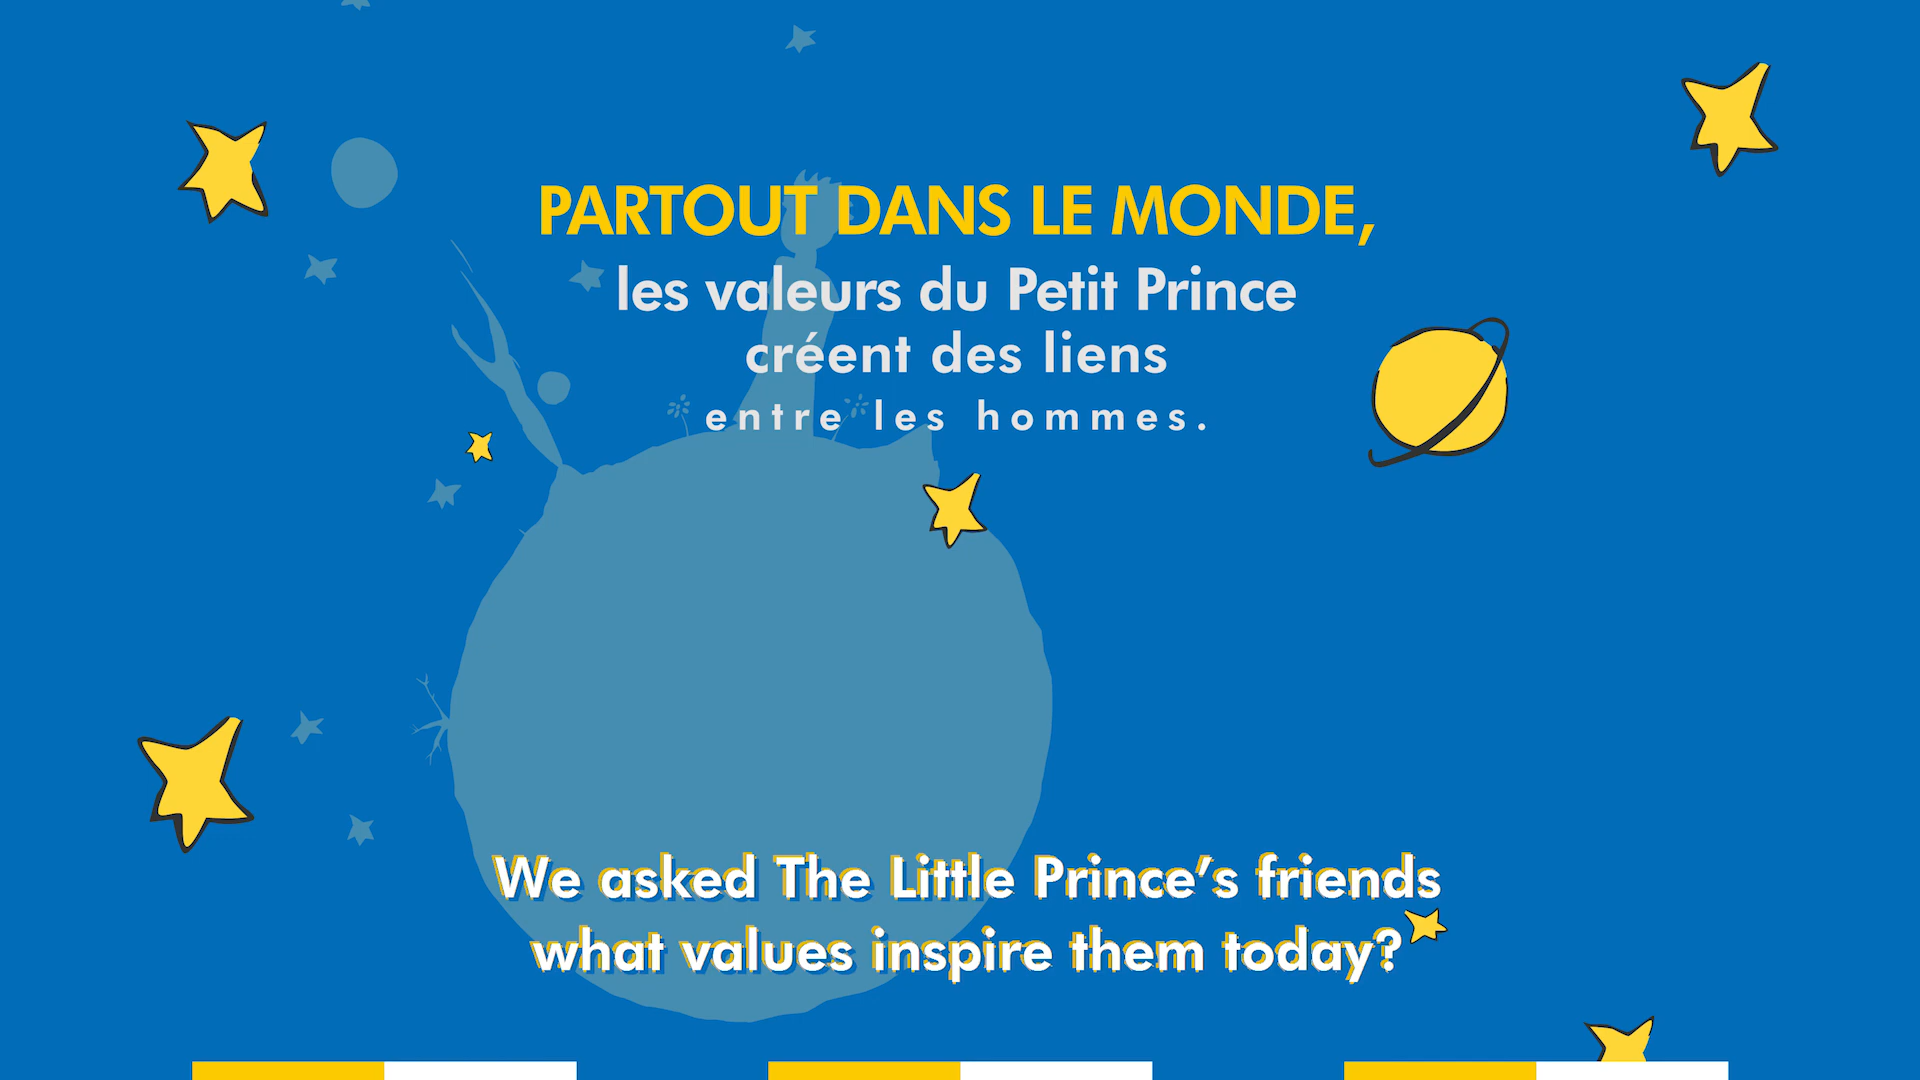 PARTOUT DANS LE MONDE,
les valeurs du Petit Prince
créent des liens
entre les hommes.
We asked The Little Prince’s friends
what values inspire them today?